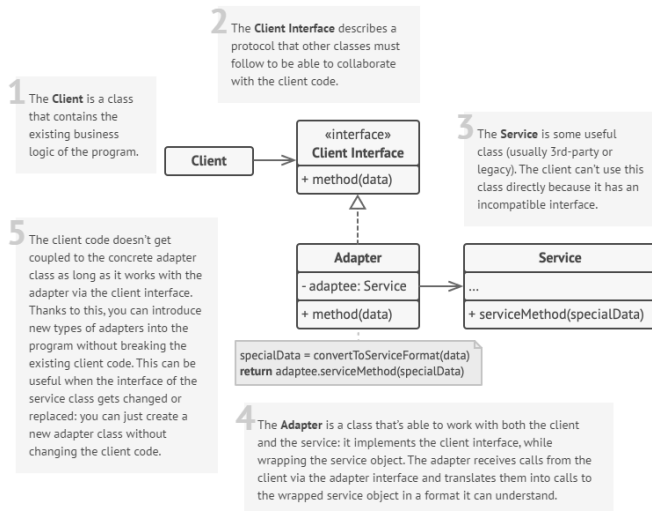 2
The Client Interface describes a
protocol that other classes must
follow to be able to collaborate
with the client code.
1
The Client is a class
that contains the
existing business
logic of the program.
Client
«interface»
Client Interface
+ method(data)
3
The Service is some useful
class (usually 3rd-party or
legacy). The client can't use this
class directly because it has an
incompatible interface.
5
The client code doesn't get
coupled to the concrete adapter
class as long as it works with the
adapter via the client interface.
Thanks to this, you can introduce
new types of adapters into the
program without breaking the
existing client code. This can be
useful when the interface of the
service class gets changed or
replaced: you can just create a
new adapter class without
changing the client code.
Adapter
- adaptee: Service
+ method(data)
Service
...
+ serviceMethod(specialData)
specialData = convertToServiceFormat(data)
return adaptee.serviceMethod(specialData)
4
The Adapter is a class that's able to work with both the client
and the service: it implements the client interface, while
wrapping the service object. The adapter receives calls from the
client via the adapter interface and translates them into calls to
the wrapped service object in a format it can understand.